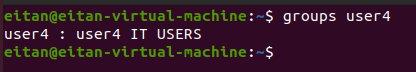 eitan@eitan-virtual-machine:~$ groups user4
user4 : user4 IT USERS
eitan@eitan-virtual-machine:~$